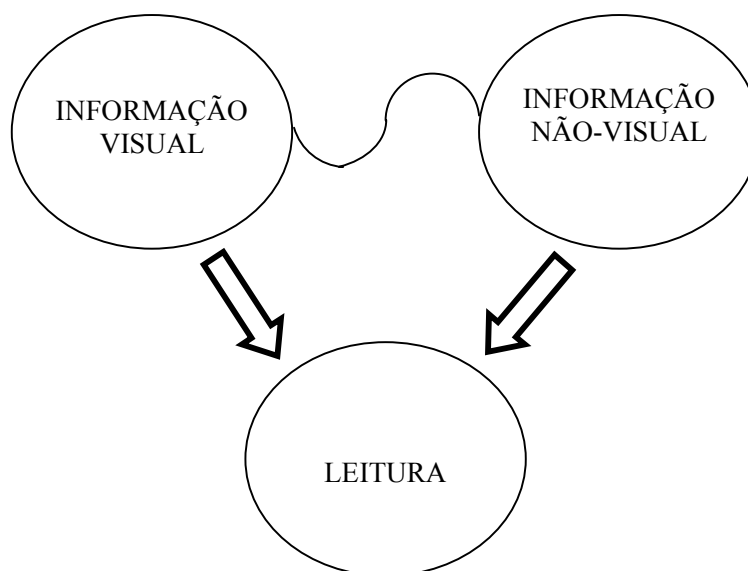 INFORMAÇÃO
VISUAL
INFORMAÇÃO
NÃO-VISUAL
LEITURA